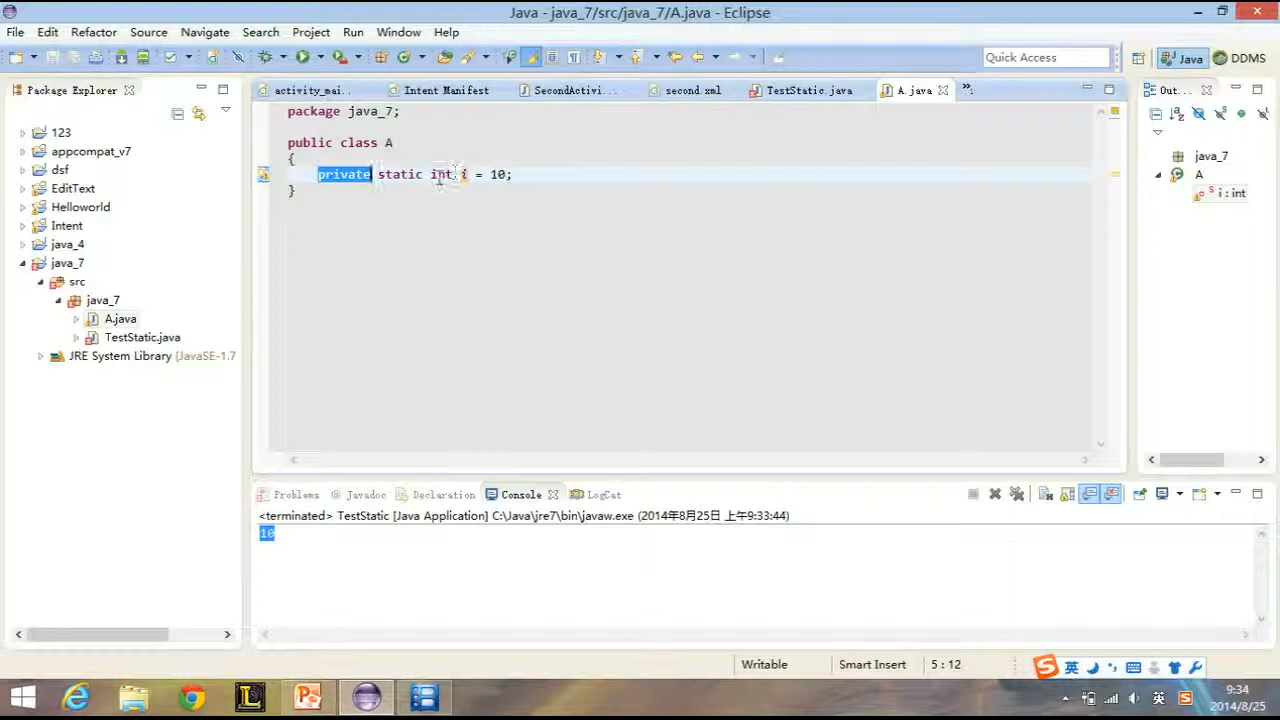 Java - java_7/src/java_7/A.java - Eclipse
File Edit Refactor Source Navigate Search Project Run Window Help
Quick Access Java DDMS
Package Explorer
activity_mai... Intent Manifest SecondActivi... second.xml TestStatic.java A.java
Out...
package java_7;
public class A
{
private static int i = 10;
}
123
appcompat_v7
dsf
EditText
Helloworld
Intent
java_4
java_7
src
java_7
A.java
TestStatic.java
JRE System Library [JavaSE-1.7
java_7
A
i : int
Problems @ Javadoc Declaration Console LogCat
<terminated> TestStatic [Java Application] C:\Java\jre7\bin\javaw.exe (2014年8月25日 上午9:33:44)
10
Writable Smart Insert 5 : 12
英
英
9:34
2014/8/25